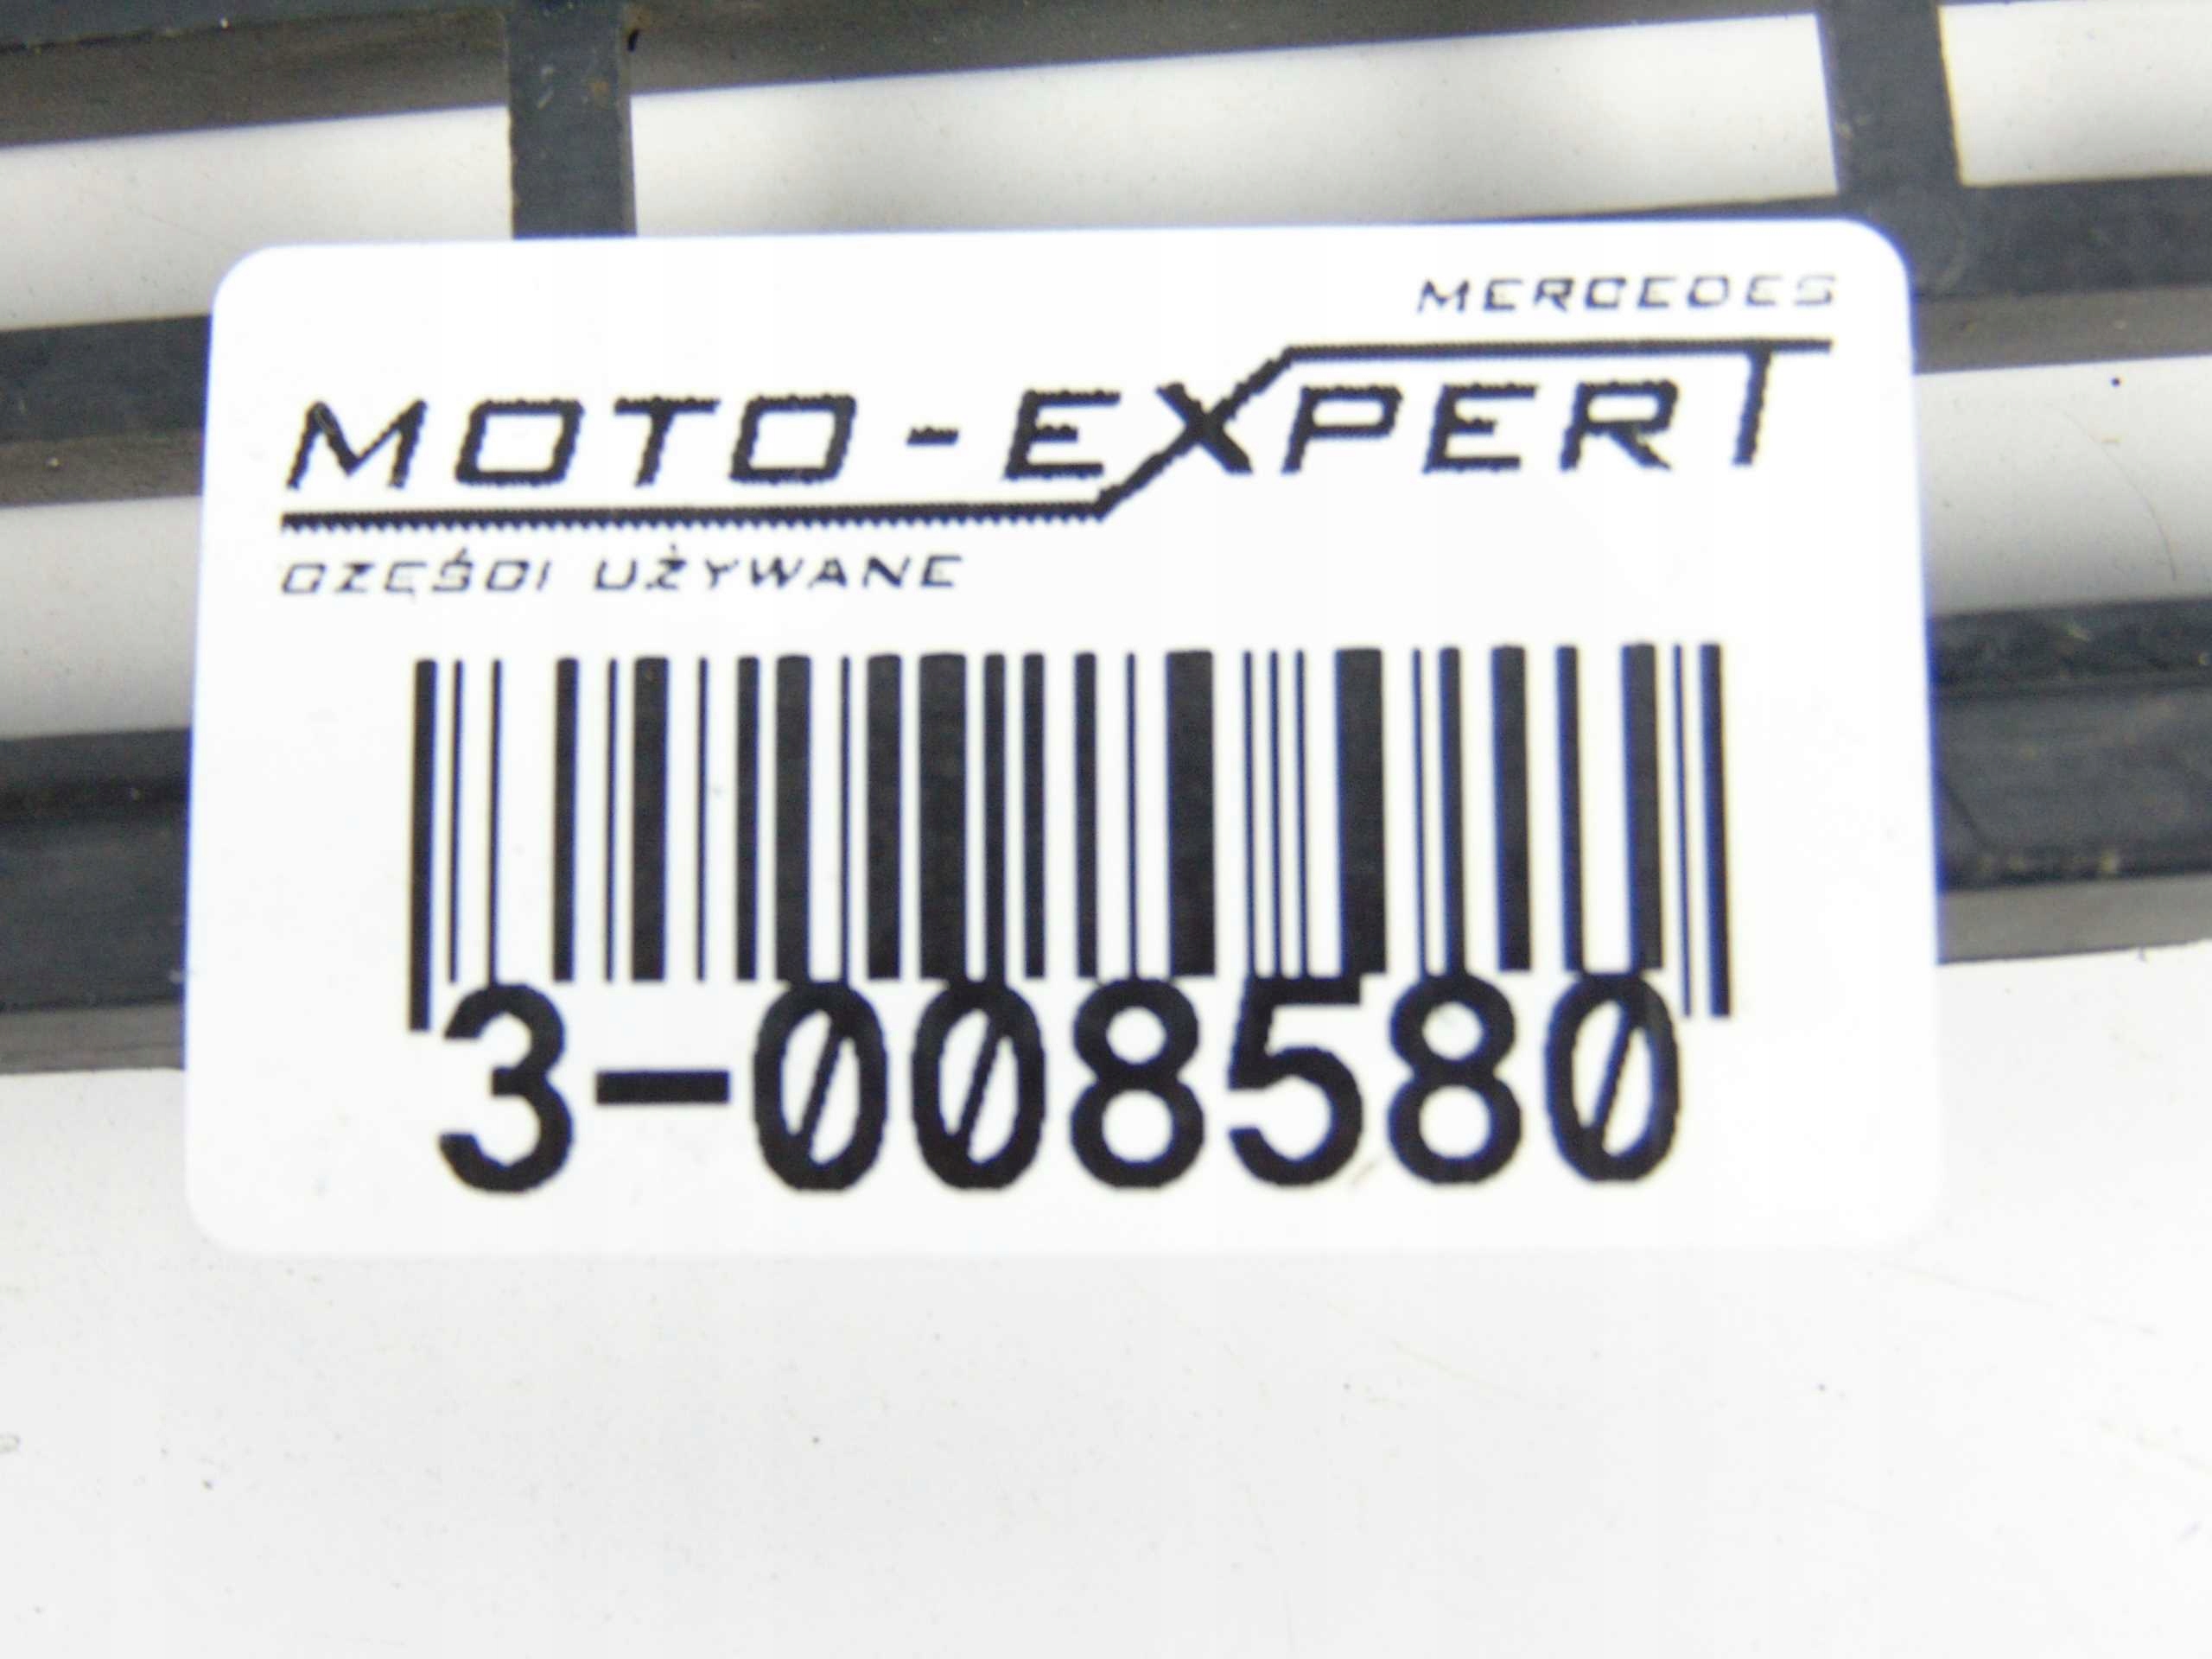 MERCEDES
MOTO-EXPERT
CZĘŚCI UŻYWANE
3-008580